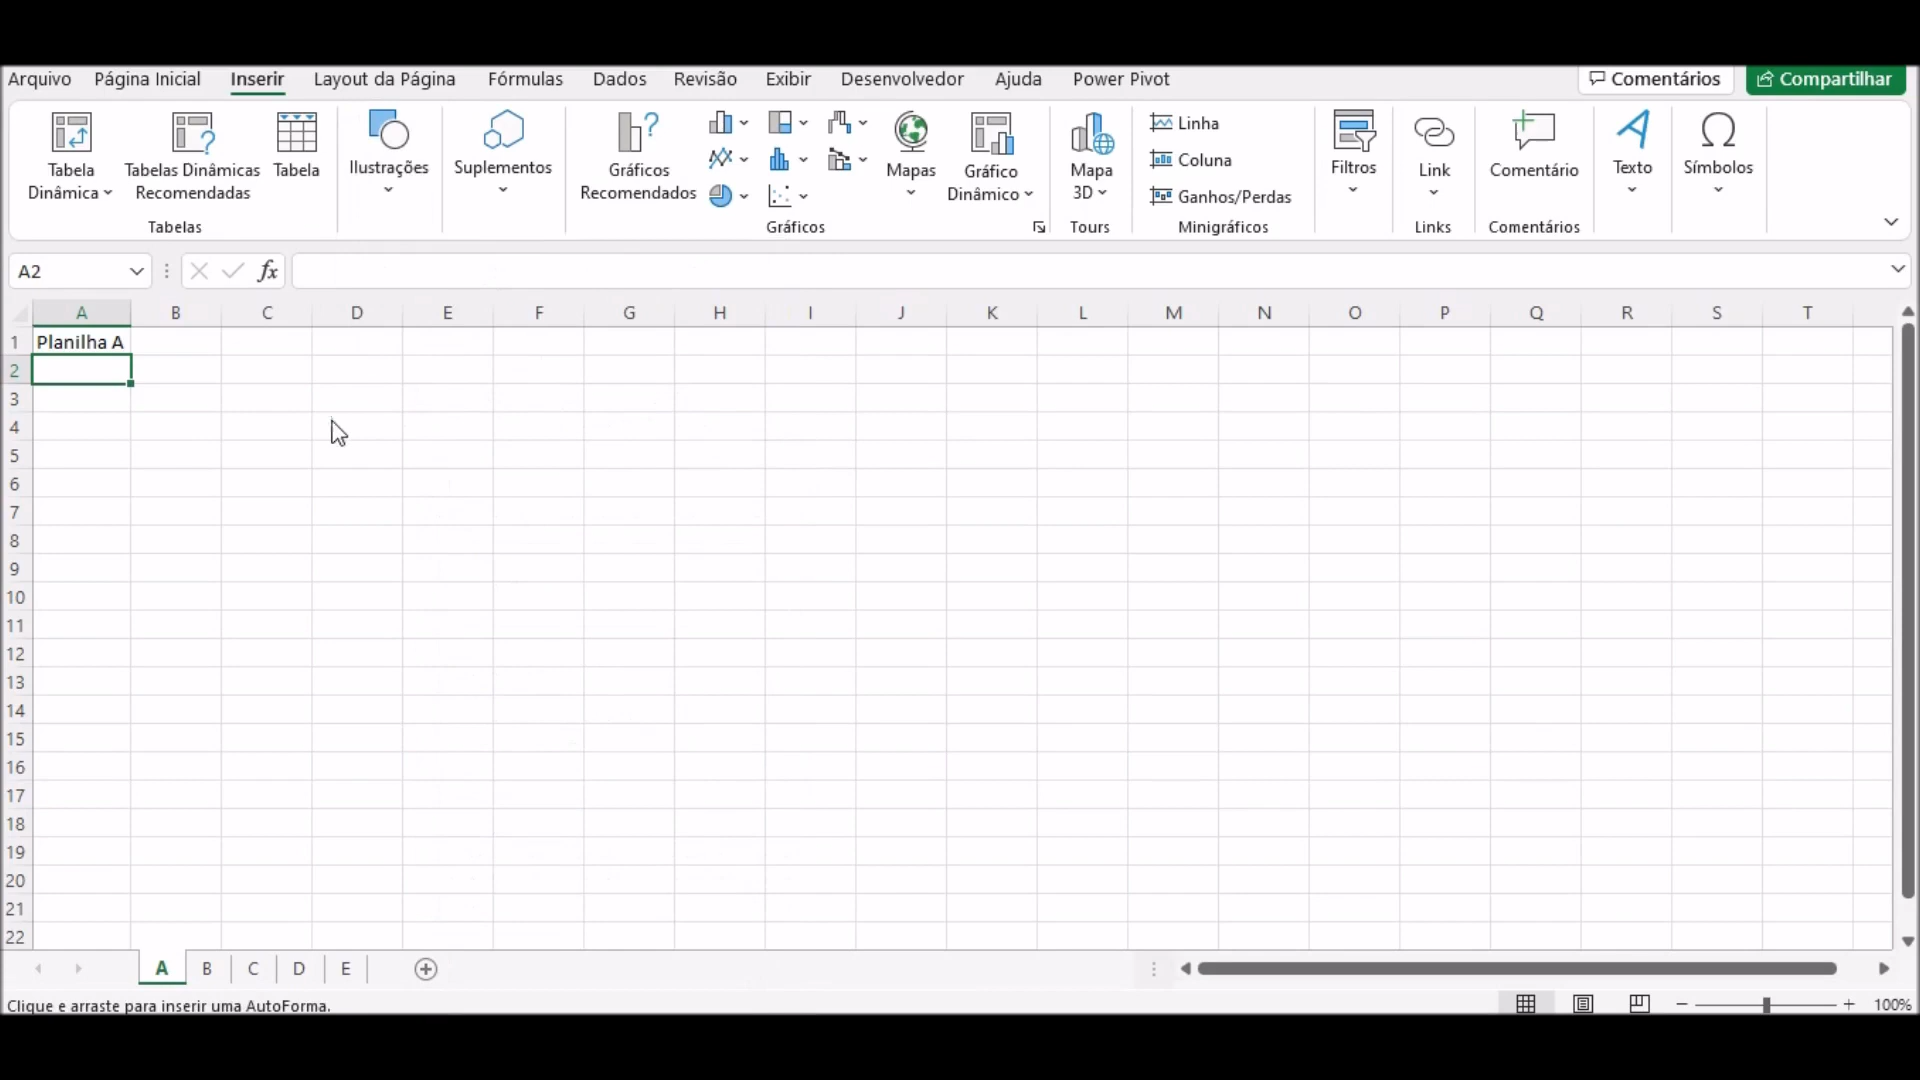 Arquivo Página Inicial Inserir Layout da Página Fórmulas Dados Revisão Exibir Desenvolvedor Ajuda Power Pivot Comentários Compartilhar
Tabela Dinâmica
Tabelas Dinâmicas Recomendadas
Tabela
Tabelas
Ilustrações
Suplementos
Gráficos Recomendados
Mapas
Gráfico Dinâmico
Gráficos
Mapa 3D
Tours
Linha
Coluna
Ganhos/Perdas
Minigráficos
Filtros
Link
Links
Comentário
Comentários
Texto
Símbolos
A2 fx
A B C D E F G H I J K L M N O P Q R S T
1 Planilha A
2
3
4
5
6
7
8
9
10
11
12
13
14
15
16
17
18
19
20
21
22
A B C D E
Clique e arraste para inserir uma AutoForma. 100%